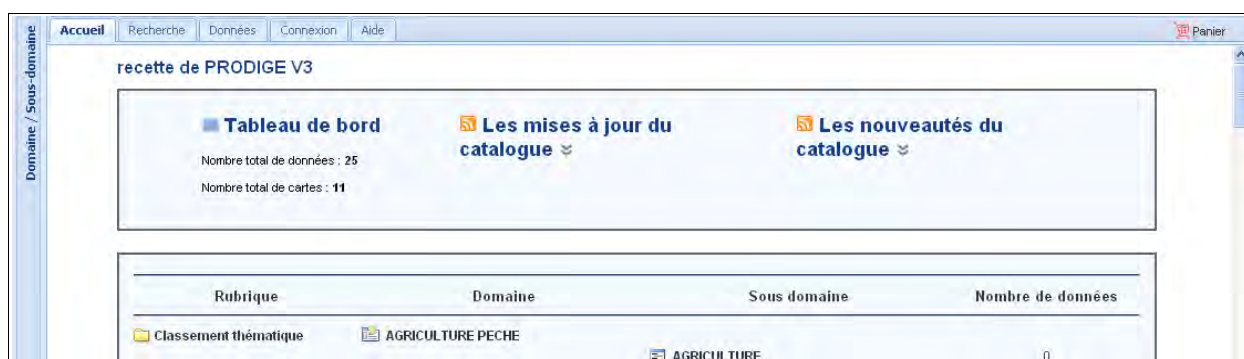 Domaine / Sous-domaine
Accueil Recherche Données Connexion Aide Panier
recette de PRODIGE V3
Tableau de bord
Nombre total de données : 25
Nombre total de cartes : 11
Les mises à jour du
catalogue
Les nouveautés du
catalogue
Rubrique Domaine Sous domaine Nombre de données
Classement thématique AGRICULTURE PECHE
AGRICULTURE 0